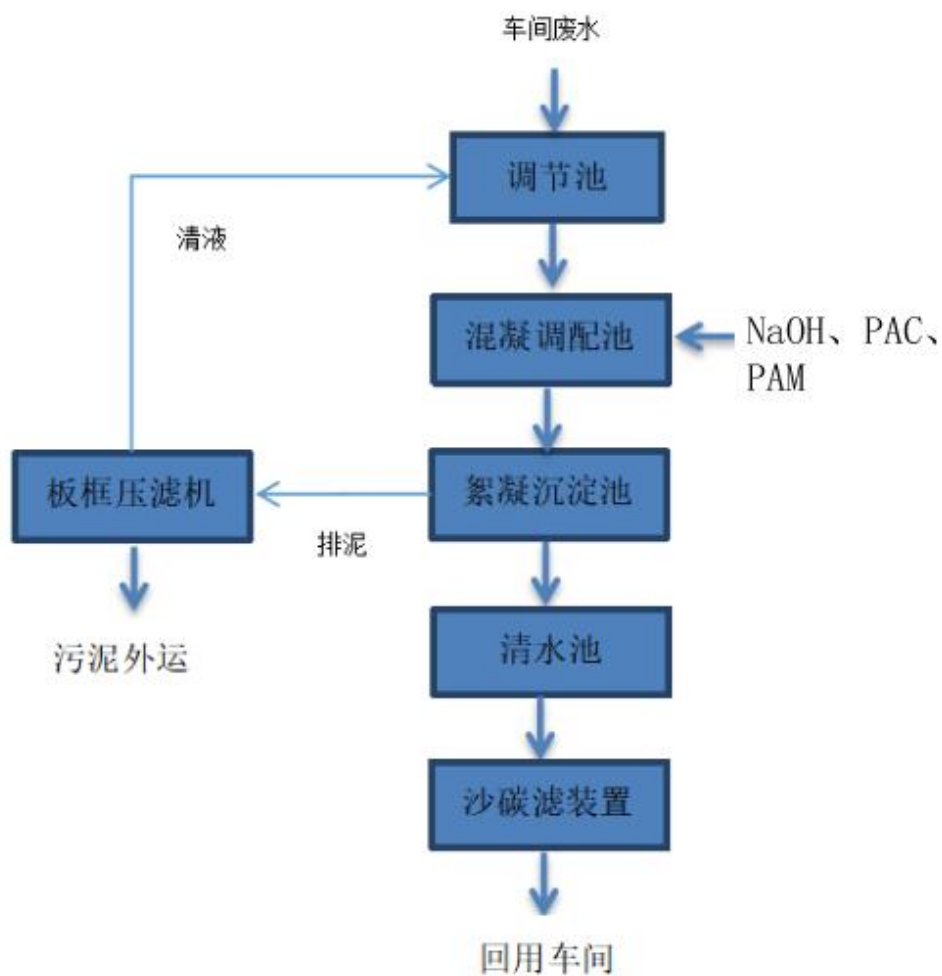 车间废水
调节池
清液
混凝调配池
NaOH、PAC、
PAM
板框压滤机
絮凝沉淀池
排泥
污泥外运
清水池
沙碳滤装置
回用车间